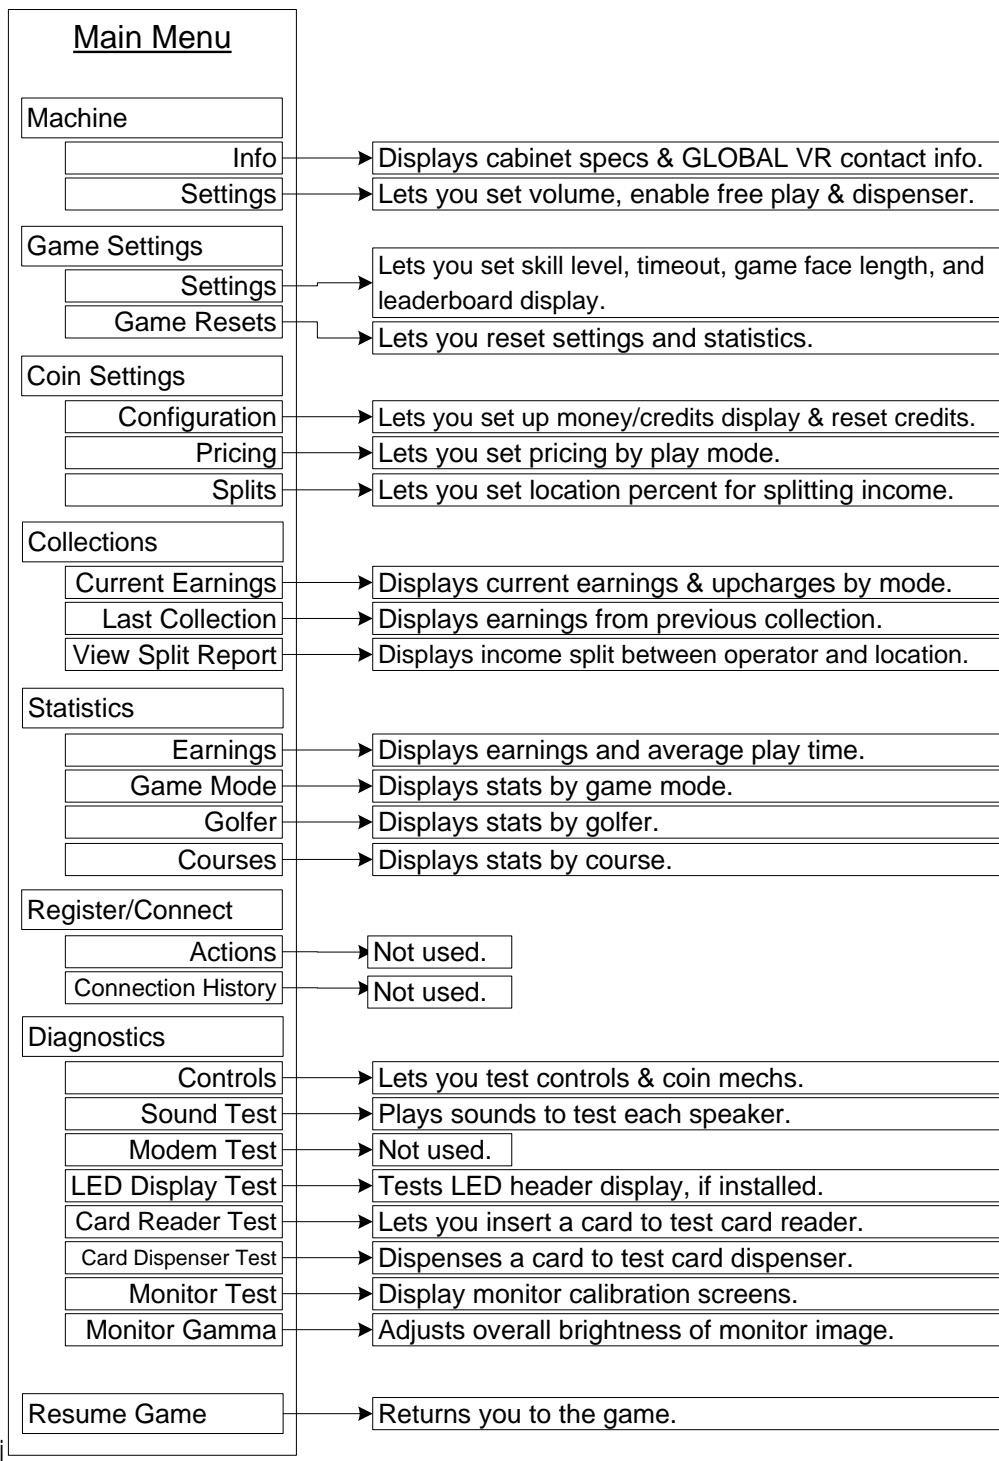 Main Menu
Machine
Info
Displays cabinet specs & GLOBAL VR contact info.
Settings
Lets you set volume, enable free play & dispenser.
Game Settings
Settings
Lets you set skill level, timeout, game face length, and
leaderboard display.
Game Resets
Lets you reset settings and statistics.
Coin Settings
Configuration
Lets you set up money/credits display & reset credits.
Pricing
Lets you set pricing by play mode.
Splits
Lets you set location percent for splitting income.
Collections
Current Earnings
Displays current earnings & upcharges by mode.
Last Collection
Displays earnings from previous collection.
View Split Report
Displays income split between operator and location.
Statistics
Earnings
Displays earnings and average play time.
Game Mode
Displays stats by game mode.
Golfer
Displays stats by golfer.
Courses
Displays stats by course.
Register/Connect
Actions
Not used.
Connection History
Not used.
Diagnostics
Controls
Lets you test controls & coin mechs.
Sound Test
Plays sounds to test each speaker.
Modem Test
Not used.
LED Display Test
Tests LED header display, if installed.
Card Reader Test
Lets you insert a card to test card reader.
Card Dispenser Test
Dispenses a card to test card dispenser.
Monitor Test
Display monitor calibration screens.
Monitor Gamma
Adjusts overall brightness of monitor image.
Resume Game
Returns you to the game.
i